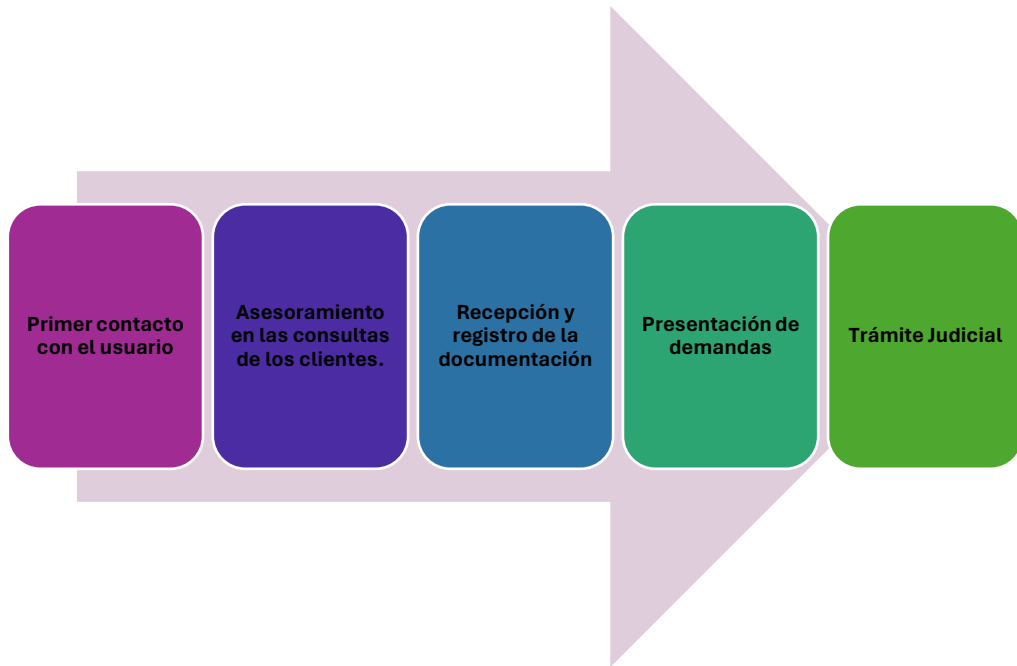 Primer contacto
con el usuario
Asesoramiento
en las consultas
de los clientes.
Recepción y
registro de la
documentación
Presentación de
demandas
Trámite Judicial